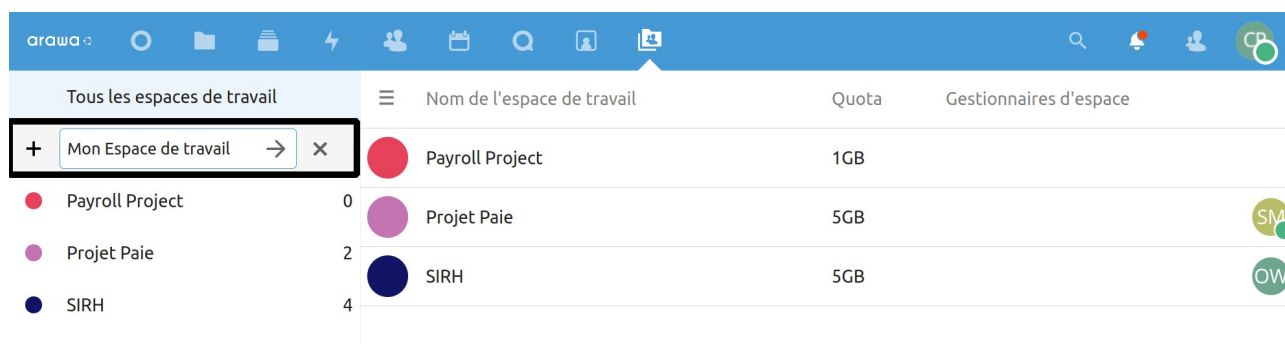 arawa
CP
Tous les espaces de travail
Nom de l'espace de travail Quota Gestionnaires d'espace
+ Mon Espace de travail → ×
Payroll Project 1GB
Payroll Project 0
Projet Paie 5GB SM
Projet Paie 2
SIRH 5GB OW
SIRH 4